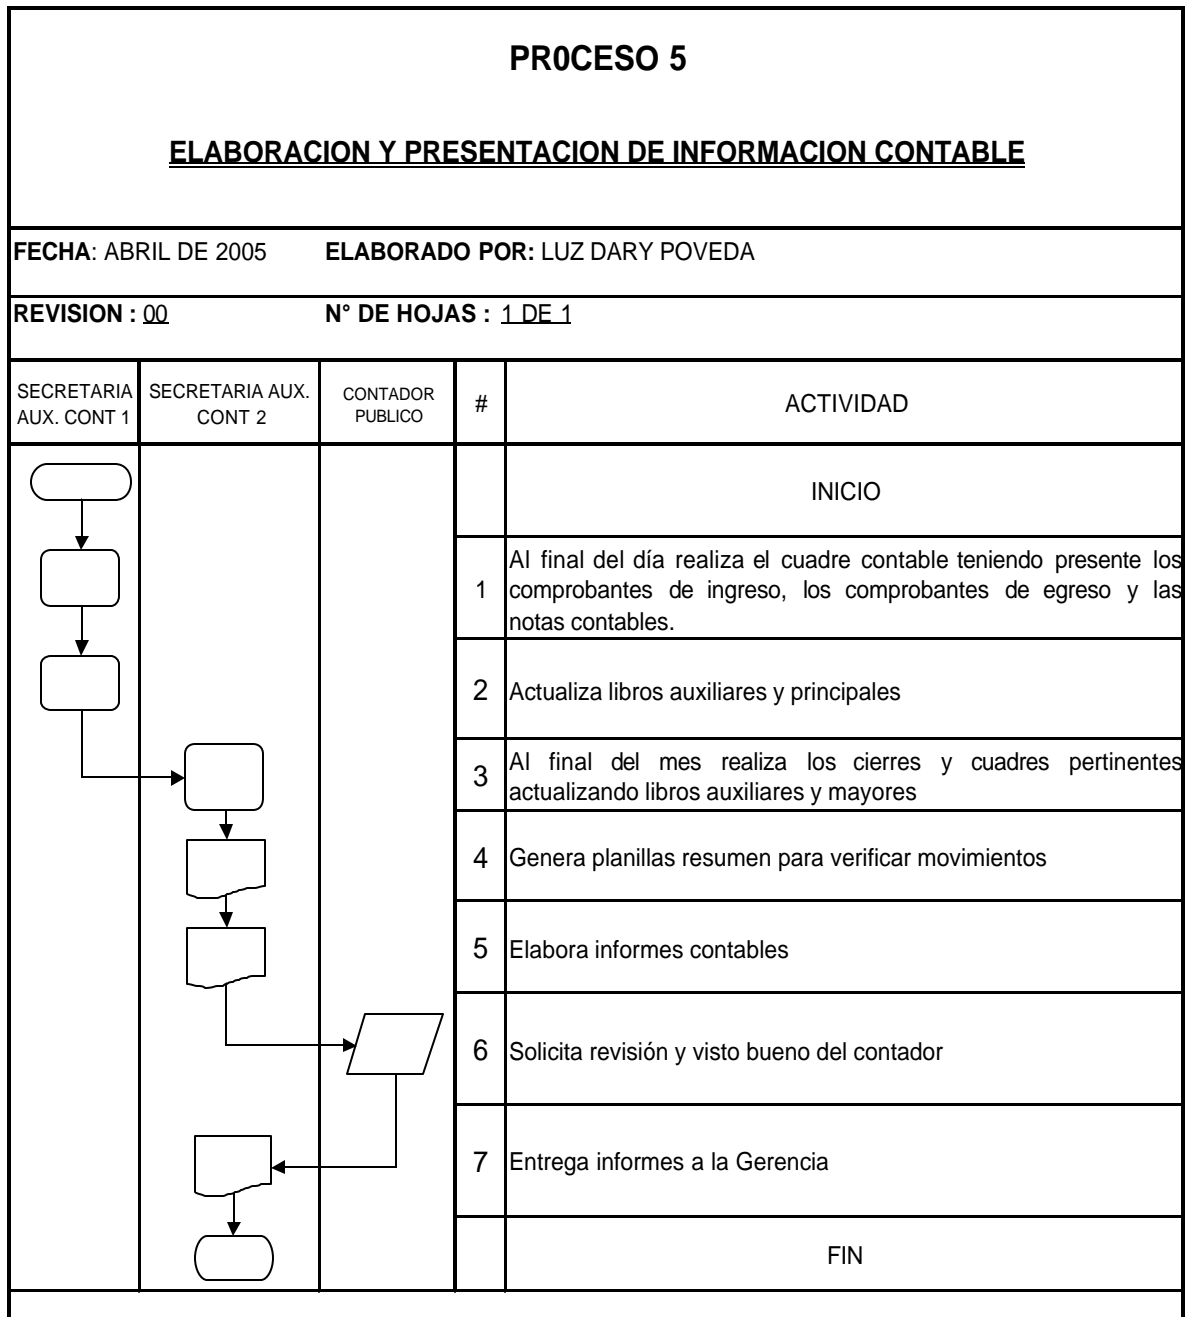 PR0CESO 5
ELABORACION Y PRESENTACION DE INFORMACION CONTABLE
FECHA: ABRIL DE 2005 ELABORADO POR: LUZ DARY POVEDA
REVISION : 00 N° DE HOJAS : 1 DE 1
SECRETARIA
AUX. CONT 1
SECRETARIA AUX.
CONT 2
CONTADOR
PUBLICO
#
ACTIVIDAD
INICIO
1
Al final del día realiza el cuadre contable teniendo presente los
comprobantes de ingreso, los comprobantes de egreso y las
notas contables.
2
Actualiza libros auxiliares y principales
3
Al final del mes realiza los cierres y cuadres pertinentes
actualizando libros auxiliares y mayores
4
Genera planillas resumen para verificar movimientos
5
Elabora informes contables
6
Solicita revisión y visto bueno del contador
7
Entrega informes a la Gerencia
FIN